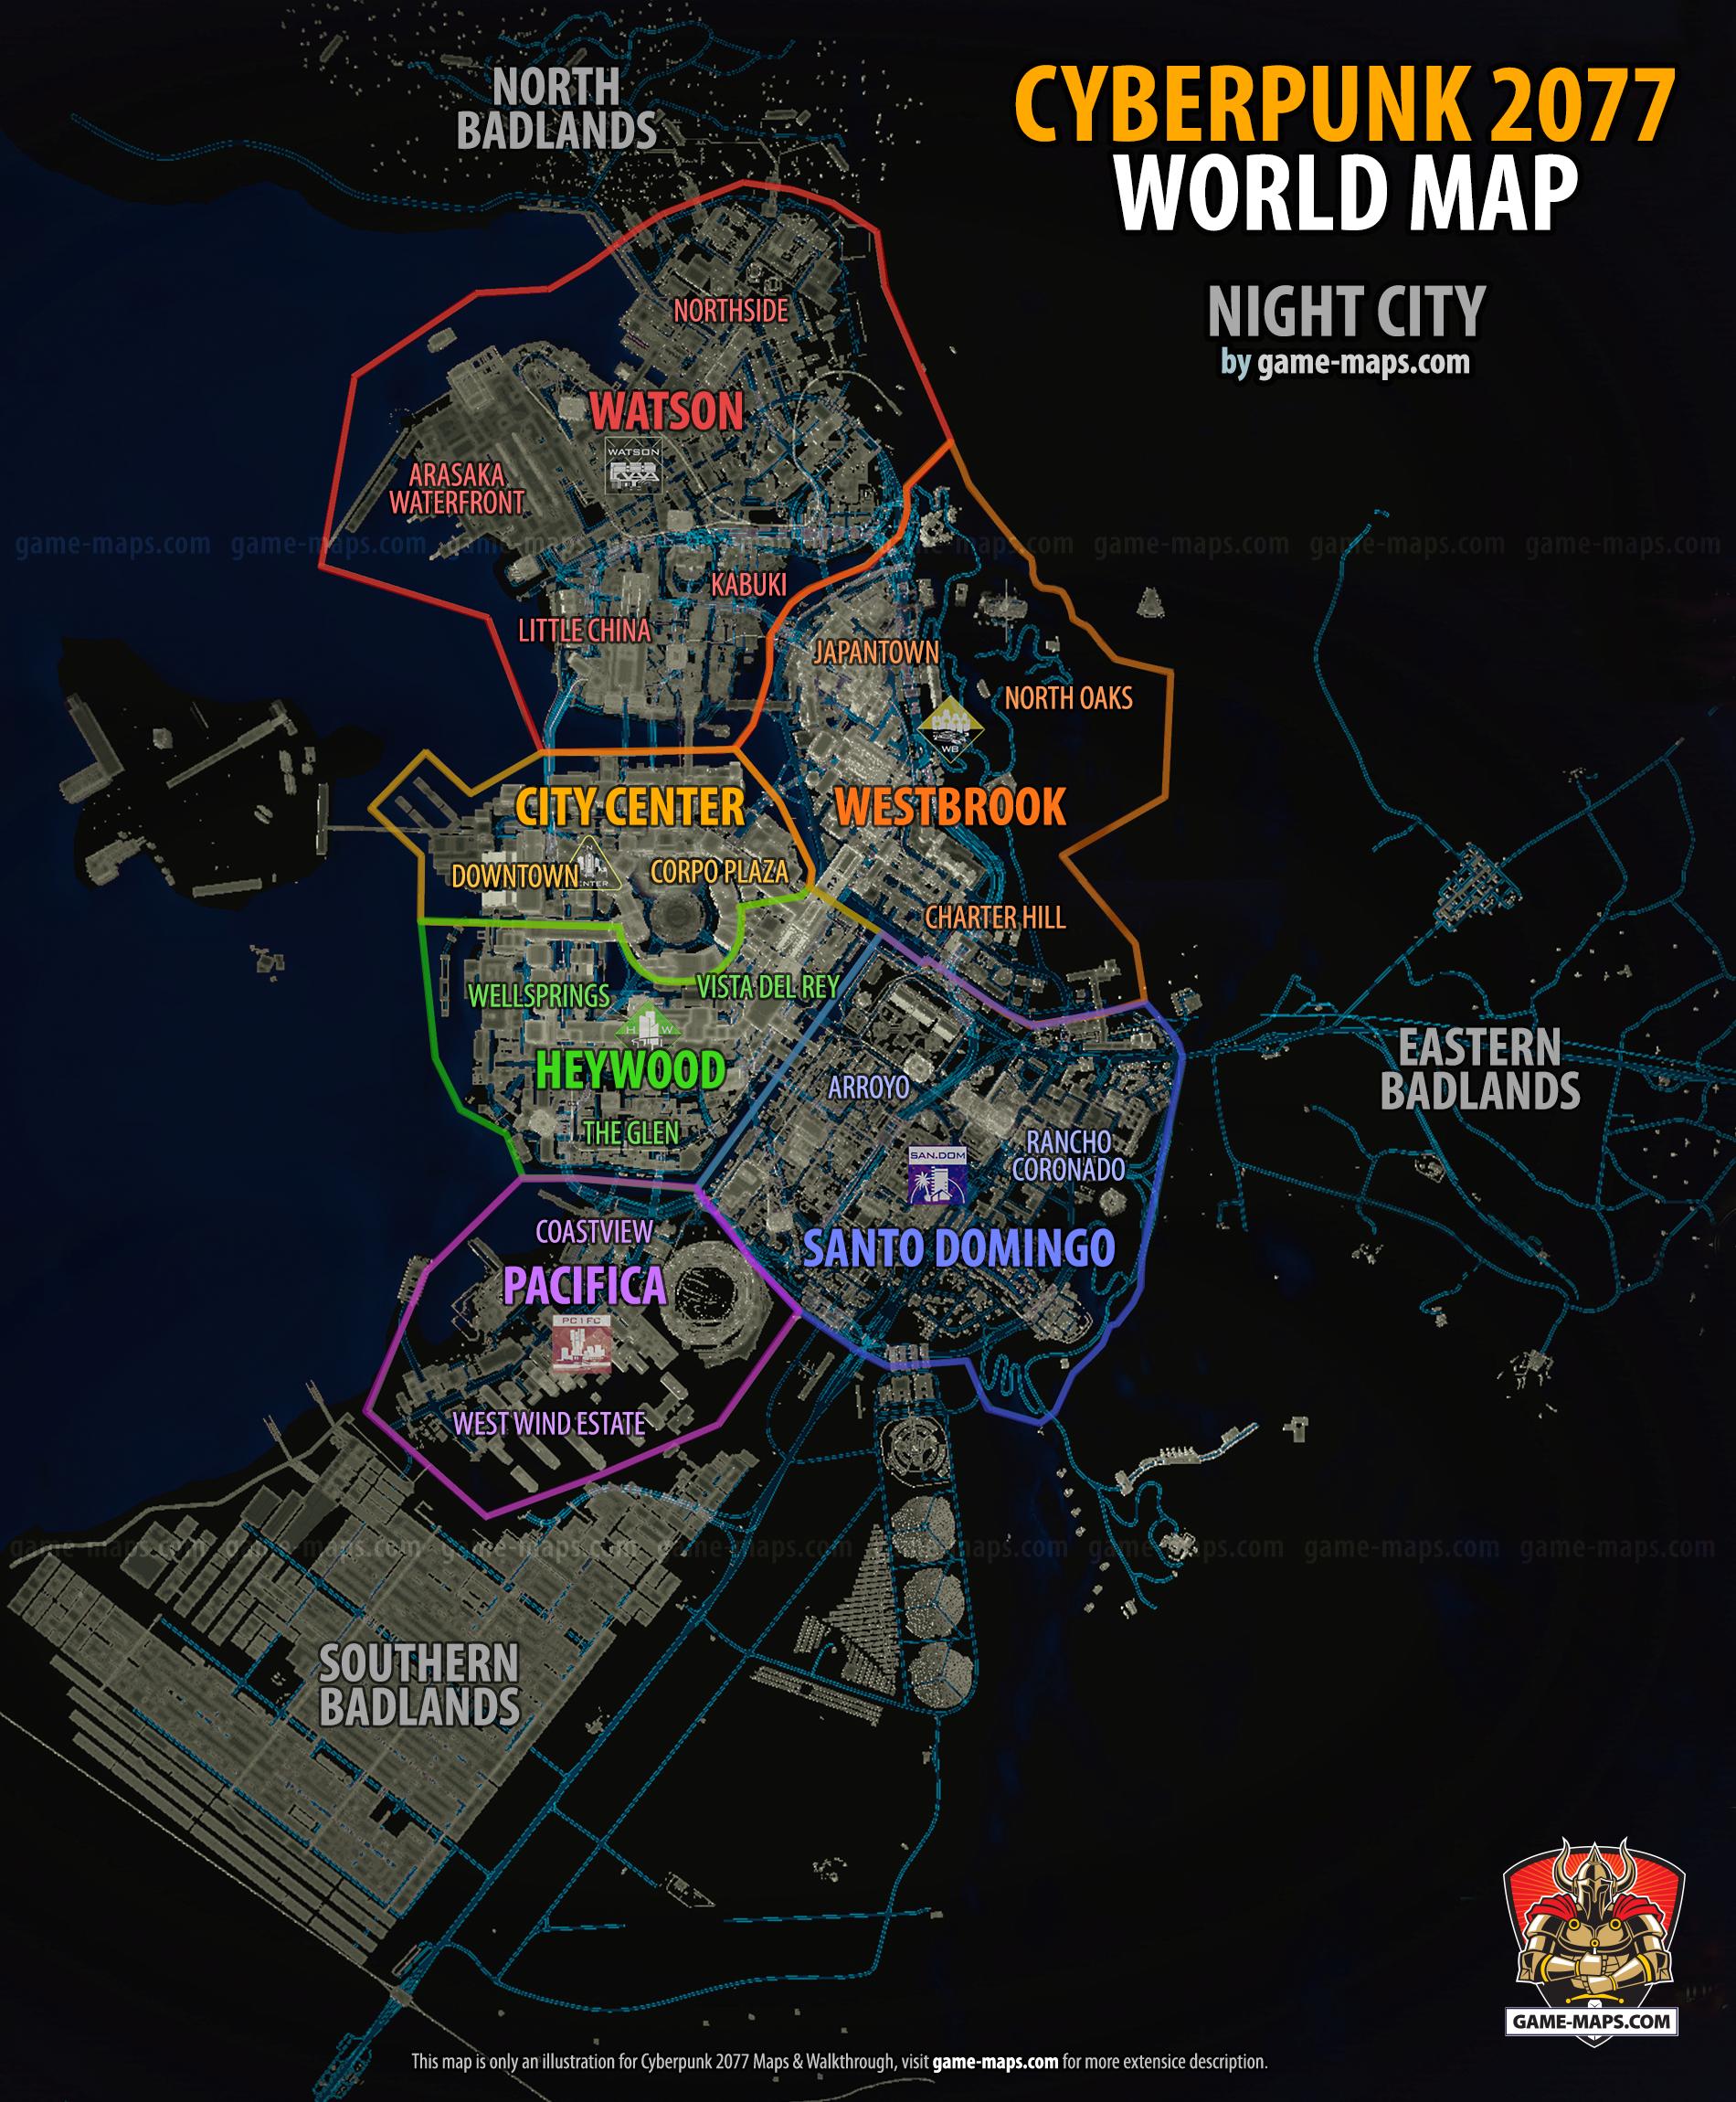 NORTH
BADLANDS
CYBERPUNK 2077
WORLD MAP
NIGHT CITY
by game-maps.com
NORTHSIDE
WATSON
WATSON
ARASAKA
WATERFRONT
game-maps.com game-maps.com game-maps.com game-maps.com game-maps.com game-maps.com game-maps.com game-maps.com
KABUKI
LITTLE CHINA
JAPANTOWN
NORTH OAKS
WB
CITY CENTER
WESTBROOK
DOWNTOWN
CORPO PLAZA
CHARTER HILL
WELLSPRINGS
VISTA DEL REY
H W
HEYWOOD
EASTERN
BADLANDS
ARROYO
THE GLEN
RANCHO
CORONADO
SAN.DOM
COASTVIEW
SANTO DOMINGO
PACIFICA
WEST WIND ESTATE
game-maps.com game-maps.com game-maps.com game-maps.com game-maps.com game-maps.com game-maps.com game-maps.com
SOUTHERN
BADLANDS
GAME-MAPS.COM
This map is only an illustration for Cyberpunk 2077 Maps & Walkthrough, visit game-maps.com for more extensice description.